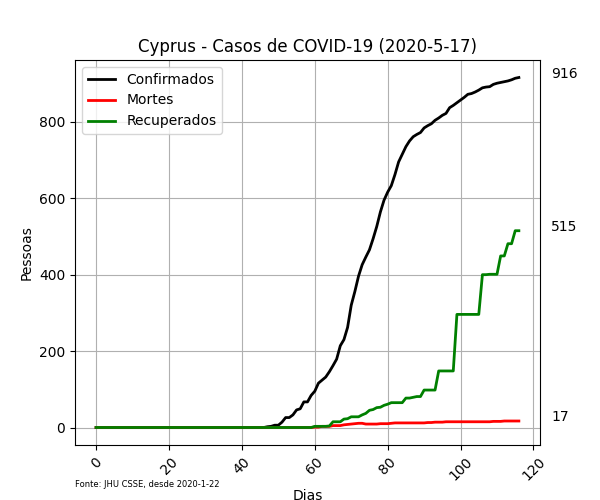 Cyprus - Casos de COVID-19 (2020-5-17)
Confirmados
Mortes
Recuperados
916
515
17
Pessoas
800
600
400
200
0
0
20
40
60
80
100
120
Dias
Fonte: JHU CSSE, desde 2020-1-22